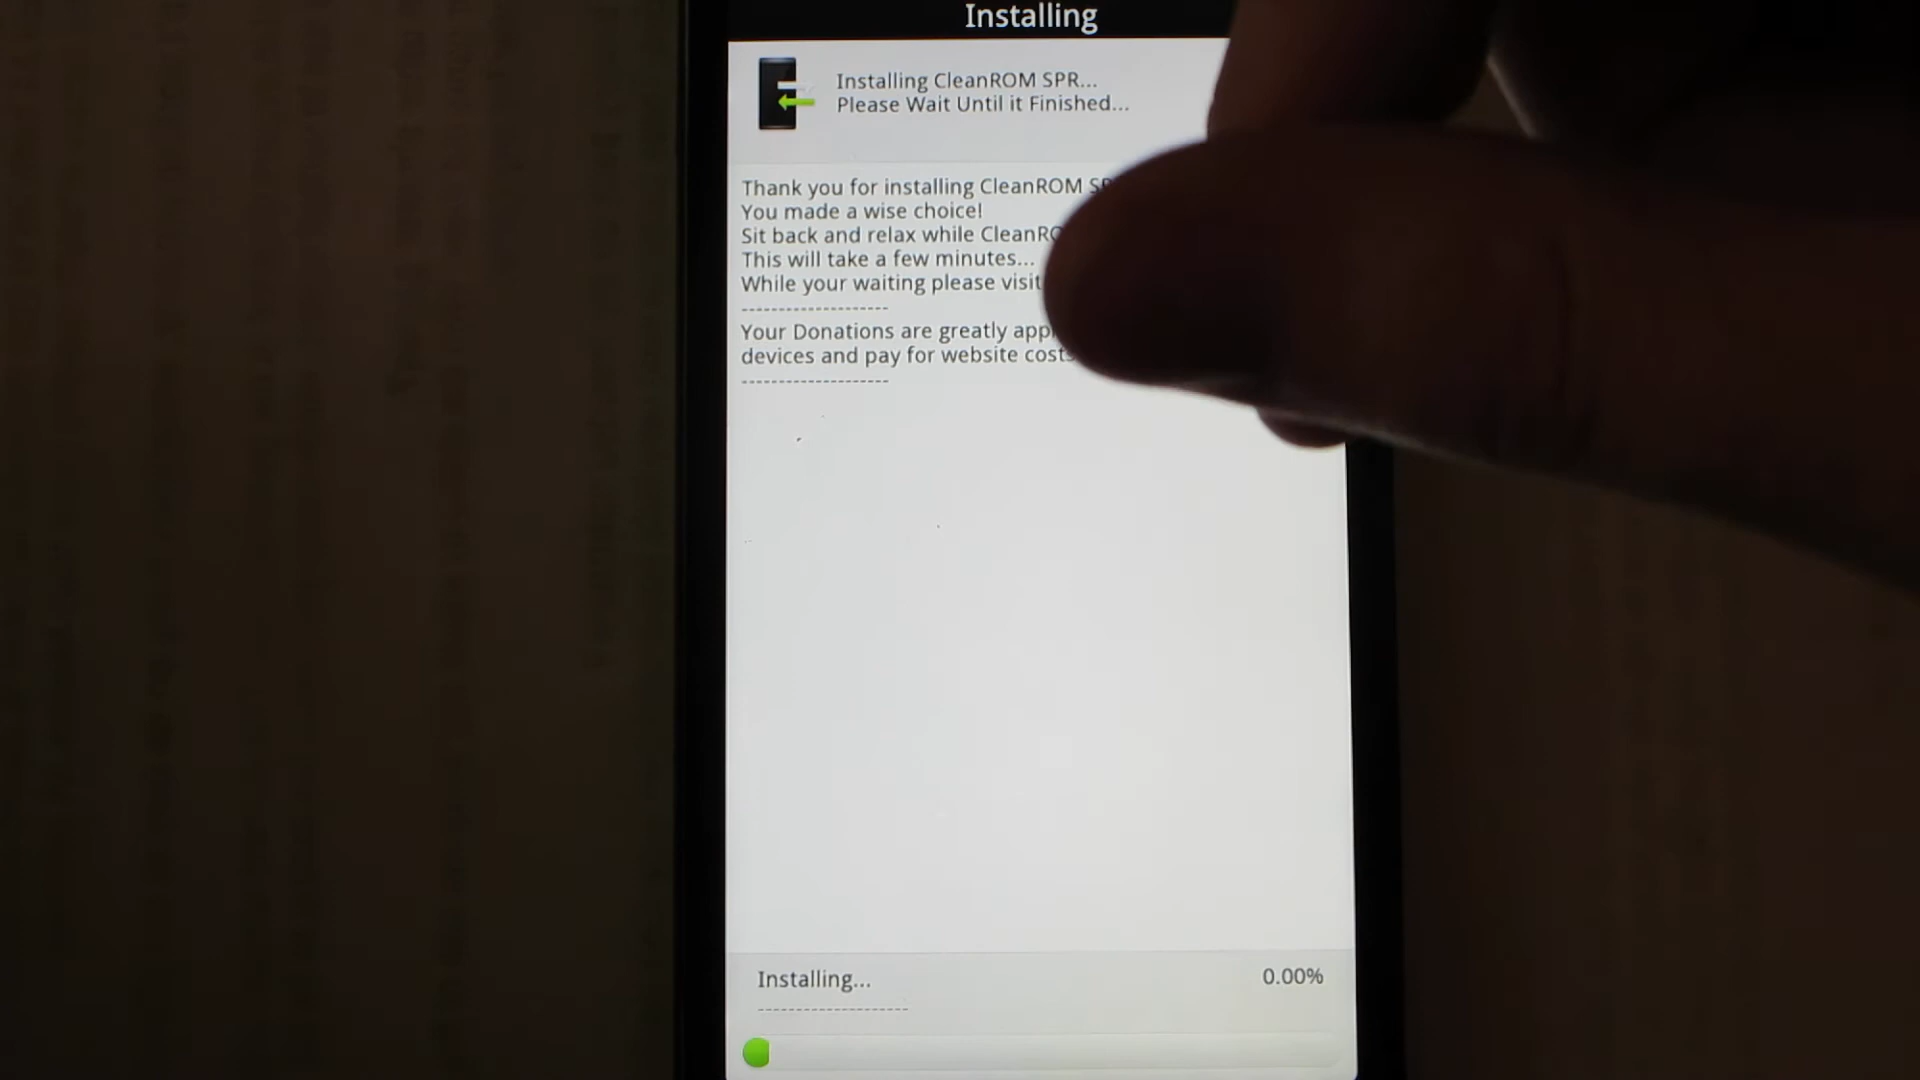 Installing
Installing CleanROM SPR...
Please Wait Until it Finished...
Thank you for installing CleanROM
You made a wise choice!
Sit back and relax while
This will take a few minutes...
While your waiting please visit
--------------------
Your Donations are greatly
devices and pay for website
--------------------
Installing...
0.00%
--------------------